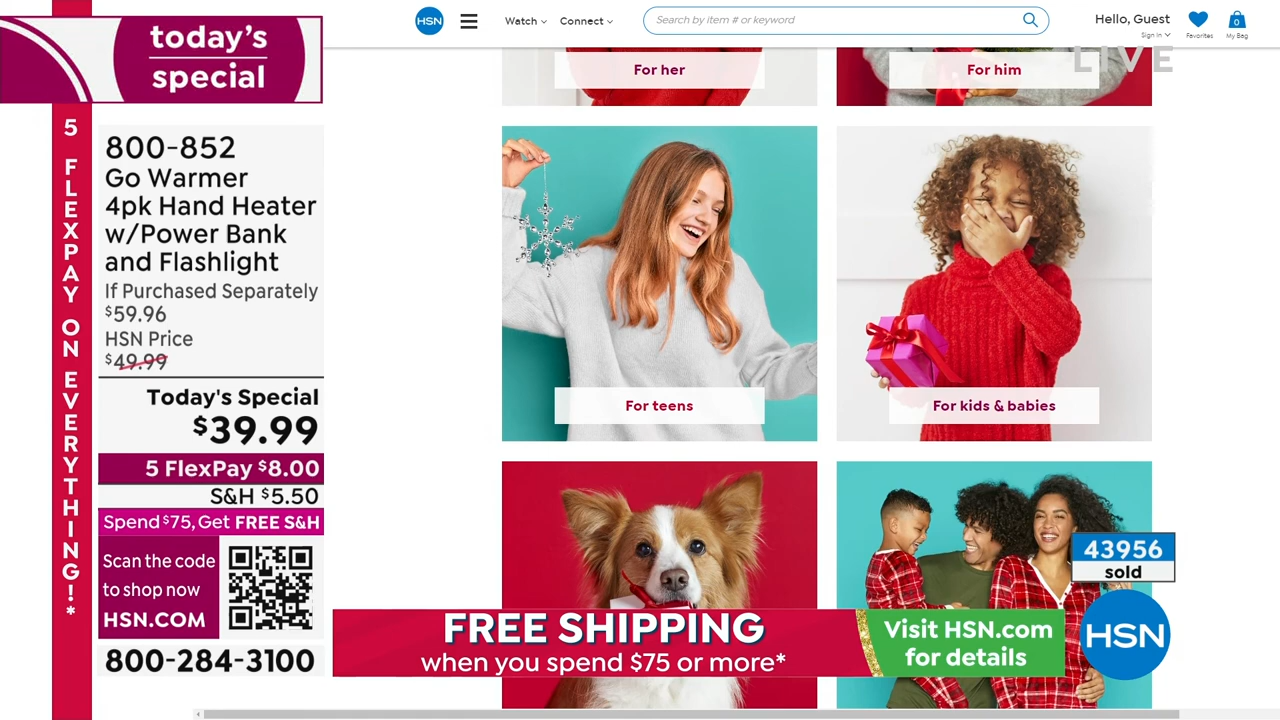 today's
special
HSN
Watch
Connect
Search by item # or keyword
Hello, Guest
Sign in
Favorites
0
My Bag
LIVE
5 FLEXPAY ON EVERYTHING!*
800-852
Go Warmer
4pk Hand Heater
w/Power Bank
and Flashlight
If Purchased Separately
$59.96
HSN Price
$49.99
Today's Special
$39.99
5 FlexPay $8.00
S&H $5.50
Spend $75, Get FREE S&H
Scan the code
to shop now
HSN.COM
800-284-3100
For her
For him
For teens
For kids & babies
43956
sold
FREE SHIPPING
when you spend $75 or more*
Visit HSN.com
for details
HSN